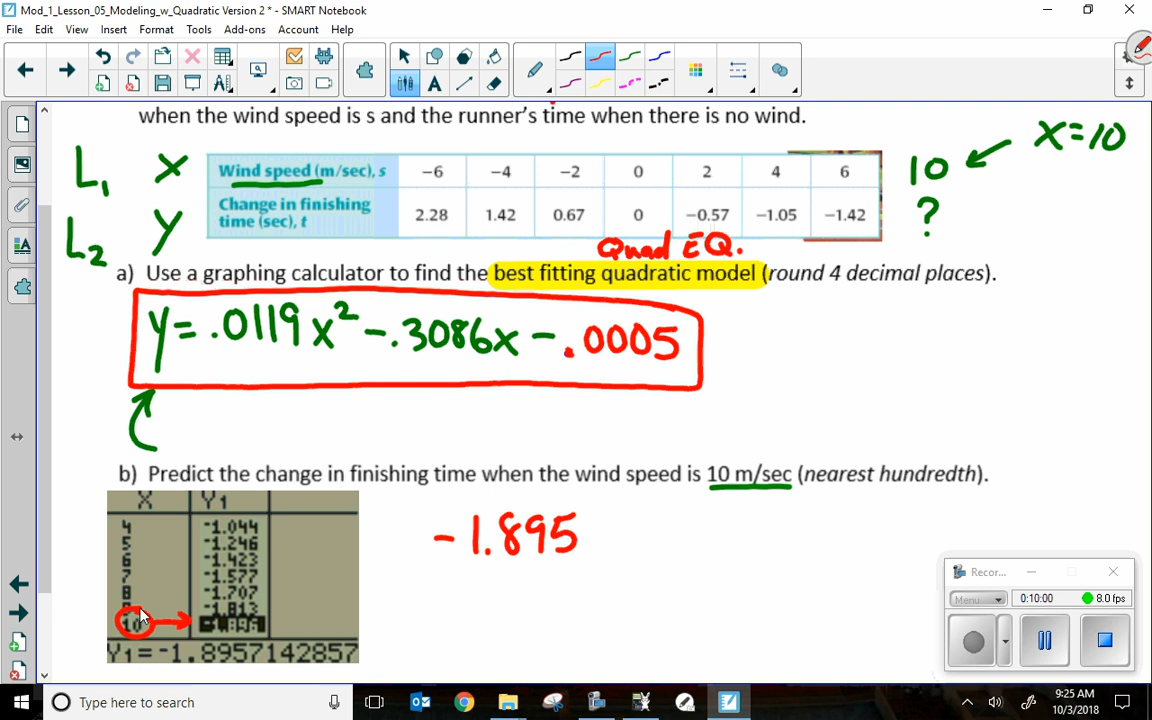 Mod_1_Lesson_05_Modeling_w_Quadratic Version 2 * - SMART Notebook
File Edit View Insert Format Tools Add-ons Account Help
when the wind speed is s and the runner's time when there is no wind.
x=10
L1 x Wind speed (m/sec), s -6 -4 -2 0 2 4 6 10
L2 y Change in finishing time (sec), t 2.28 1.42 0.67 0 -0.57 -1.05 -1.42 ?
Quad EQ.
a) Use a graphing calculator to find the best fitting quadratic model (round 4 decimal places).
y = .0119x² - .3086x - .0005
b) Predict the change in finishing time when the wind speed is 10 m/sec (nearest hundredth).
X Y1
4 -1.044
5 -1.246
6 -1.423
7 -1.577
8 -1.707
-1.813
10
Y1=-1.8957142857
-1.895
Recor...
Menu 0:10:00 8.0 fps
Type here to search
9:25 AM
10/3/2018